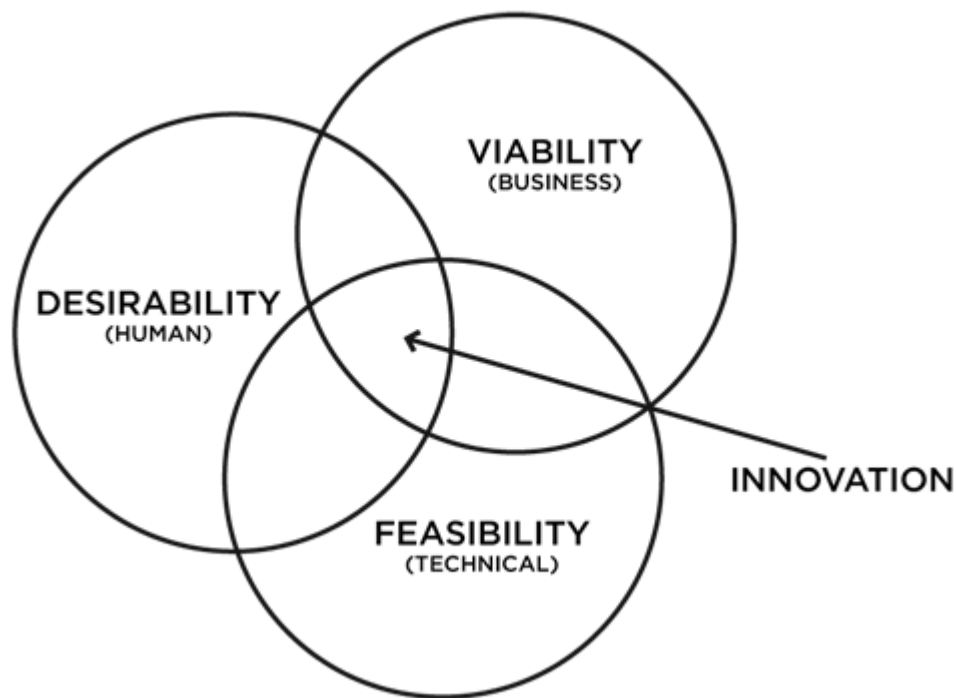 VIABILITY
(BUSINESS)
DESIRABILITY
(HUMAN)
INNOVATION
FEASIBILITY
(TECHNICAL)